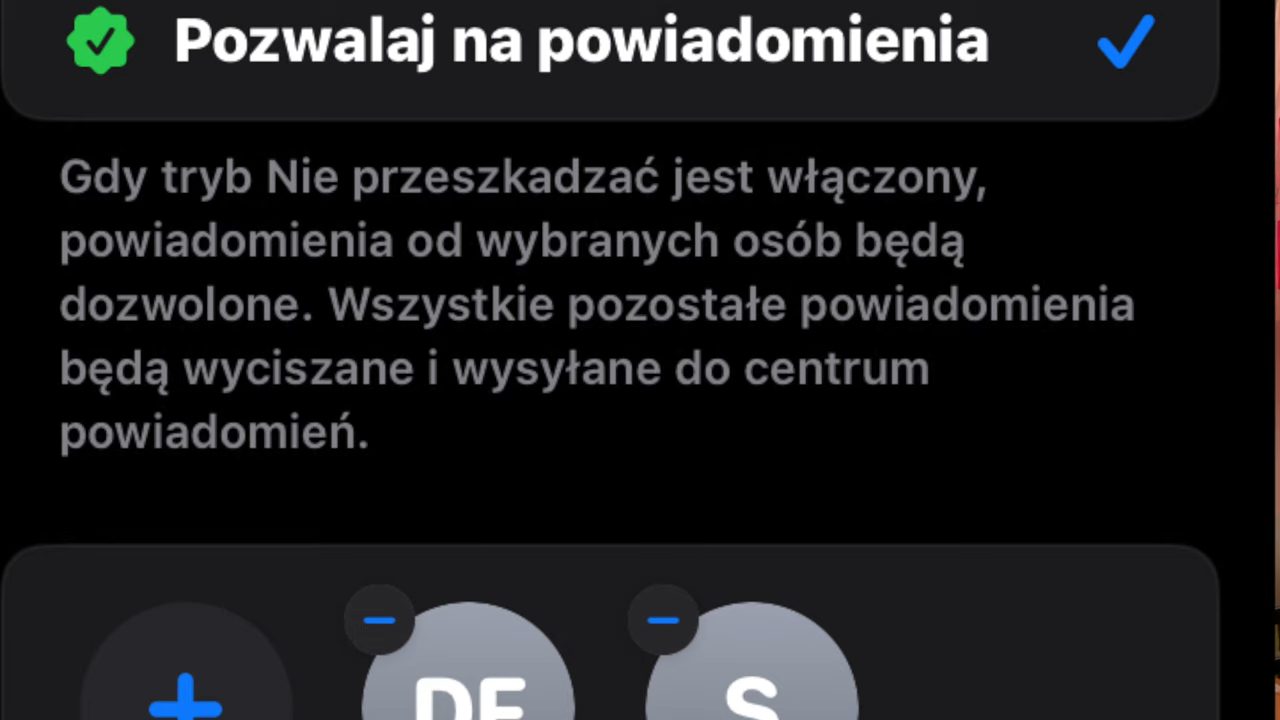 Pozwalaj na powiadomienia
Gdy tryb Nie przeszkadzać jest włączony,
powiadomienia od wybranych osób będą
dozwolone. Wszystkie pozostałe powiadomienia
będą wyciszane i wysyłane do centrum
powiadomień.
S